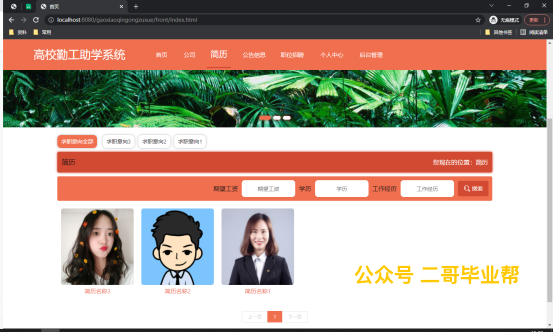 首页
localhost:8080/gaoxiaoqingongzuxue/front/index.html
无痕模式
更新
资料 常用
其他书签 阅读清单
高校勤工助学系统 首页 公司 简历 公告信息 职位招聘 个人中心 后台管理
求职意向全部 求职意向3 求职意向2 求职意向1
简历 您现在的位置：简历
期望工资 期望工资 学历 学历 工作经历 工作经历 搜索
简历名称3 简历名称2 简历名称1
公众号 二哥毕业帮
上一页 1 下一页